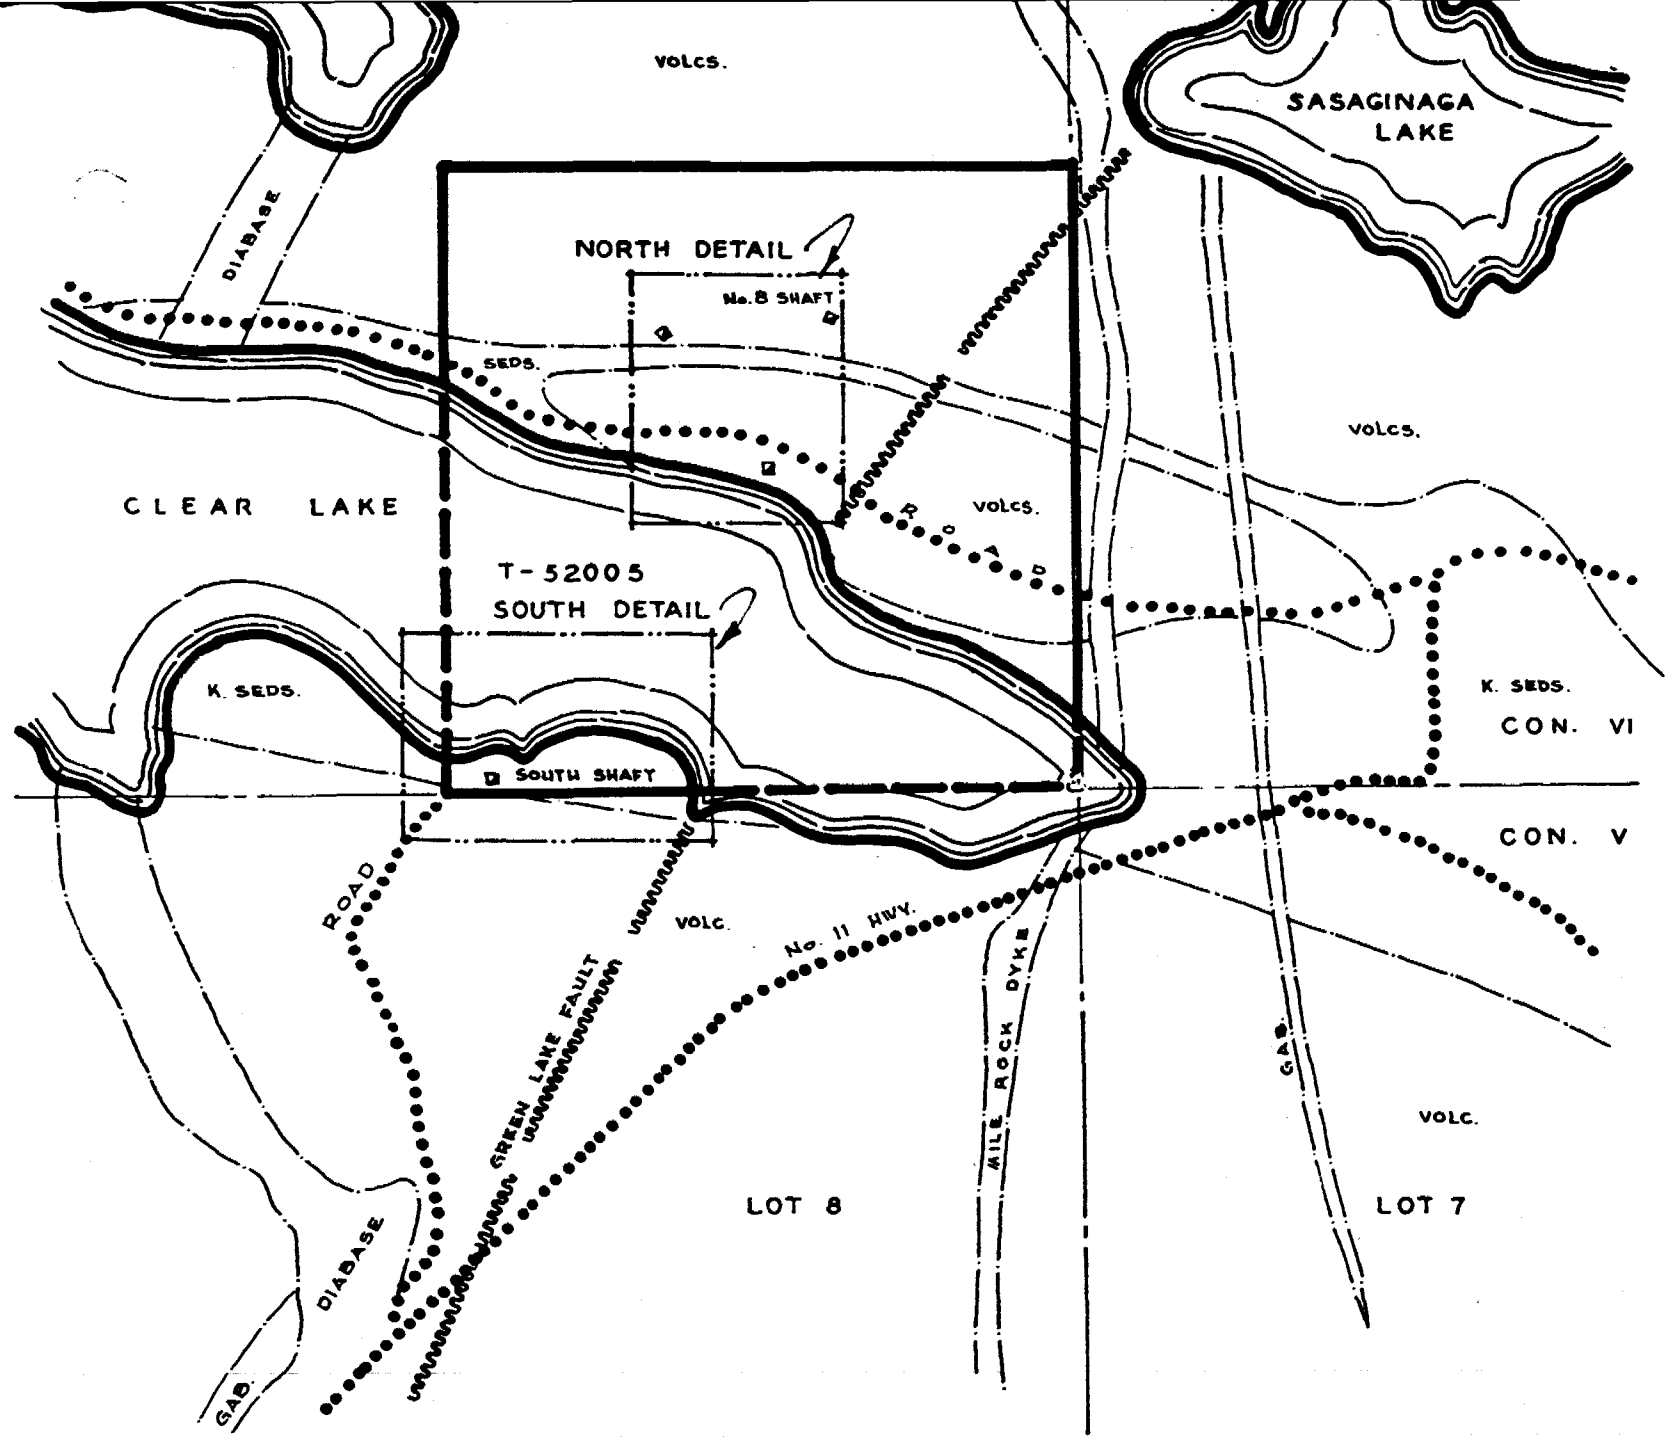 VOLCS.
SASAGINAGA
LAKE
DIABASE
NORTH DETAIL
No. 8 SHAFT
SEDS.
VOLCS.
CLEAR LAKE
VOLCS.
ROAD
T-52005
SOUTH DETAIL
K. SEDS.
K. SEDS.
CON. VI
SOUTH SHAFT
CON. V
ROAD
VOLC.
No. 11 HWY.
GREEN LAKE FAULT
MILE ROCK DYKE
GAB.
VOLC.
LOT 8
LOT 7
DIABASE
GAB.